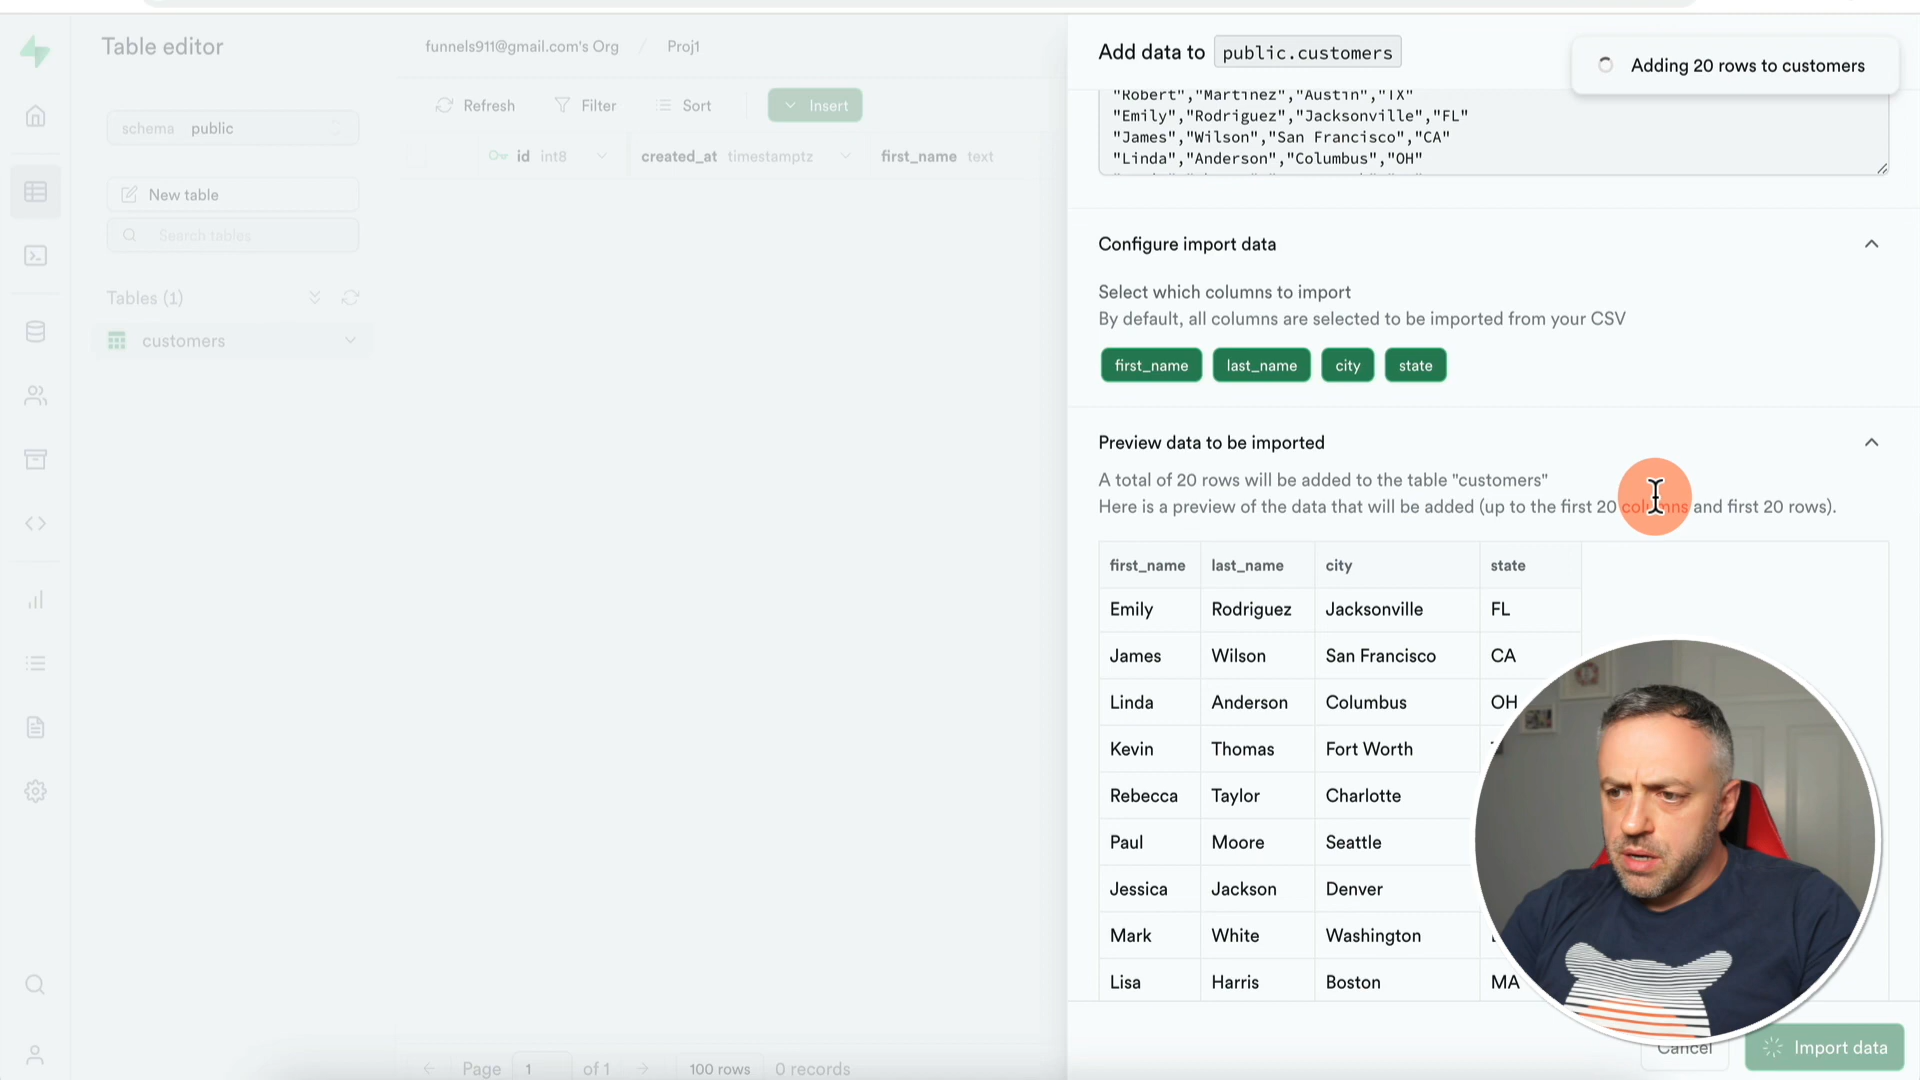 Table editor
funnels911@gmail.com's Org / Proj1
schema public
Refresh Filter Sort Insert
id int8 created_at timestamptz first_name text
New table
Search tables
Tables (1)
customers
Page 1 of 1 100 rows 0 records
Add data to public.customers
Adding 20 rows to customers
"Robert","Martinez","Austin","TX"
"Emily","Rodriguez","Jacksonville","FL"
"James","Wilson","San Francisco","CA"
"Linda","Anderson","Columbus","OH"
Configure import data
Select which columns to import
By default, all columns are selected to be imported from your CSV
first_name last_name city state
Preview data to be imported
A total of 20 rows will be added to the table "customers"
Here is a preview of the data that will be added (up to the first 20 columns and first 20 rows).
first_name last_name city state
Emily Rodriguez Jacksonville FL
James Wilson San Francisco CA
Linda Anderson Columbus OH
Kevin Thomas Fort Worth
Rebecca Taylor Charlotte
Paul Moore Seattle
Jessica Jackson Denver
Mark White Washington
Lisa Harris Boston MA
Cancel Import data